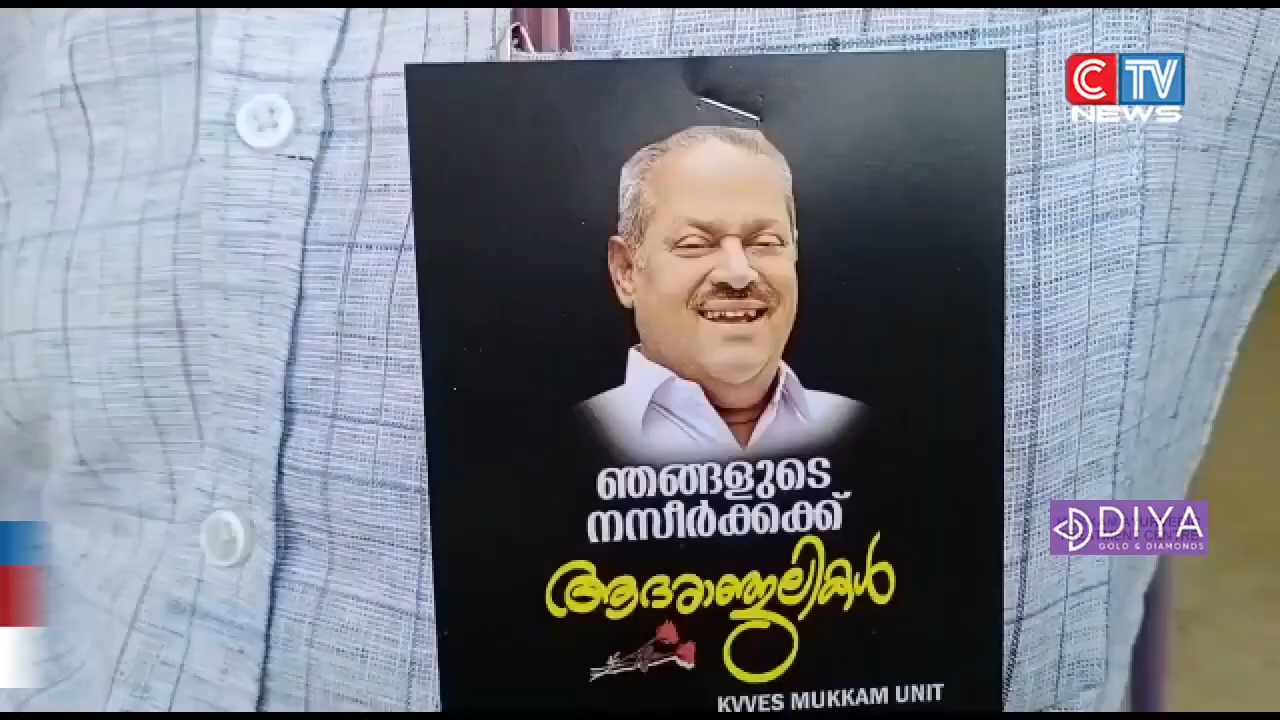 CTV
NEWS
ഞങ്ങളുടെ
നസീർക്കക്ക്
ആദരാഞ്ജലികൾ
KVVES MUKKAM UNIT
DIYA
GOLD & DIAMONDS